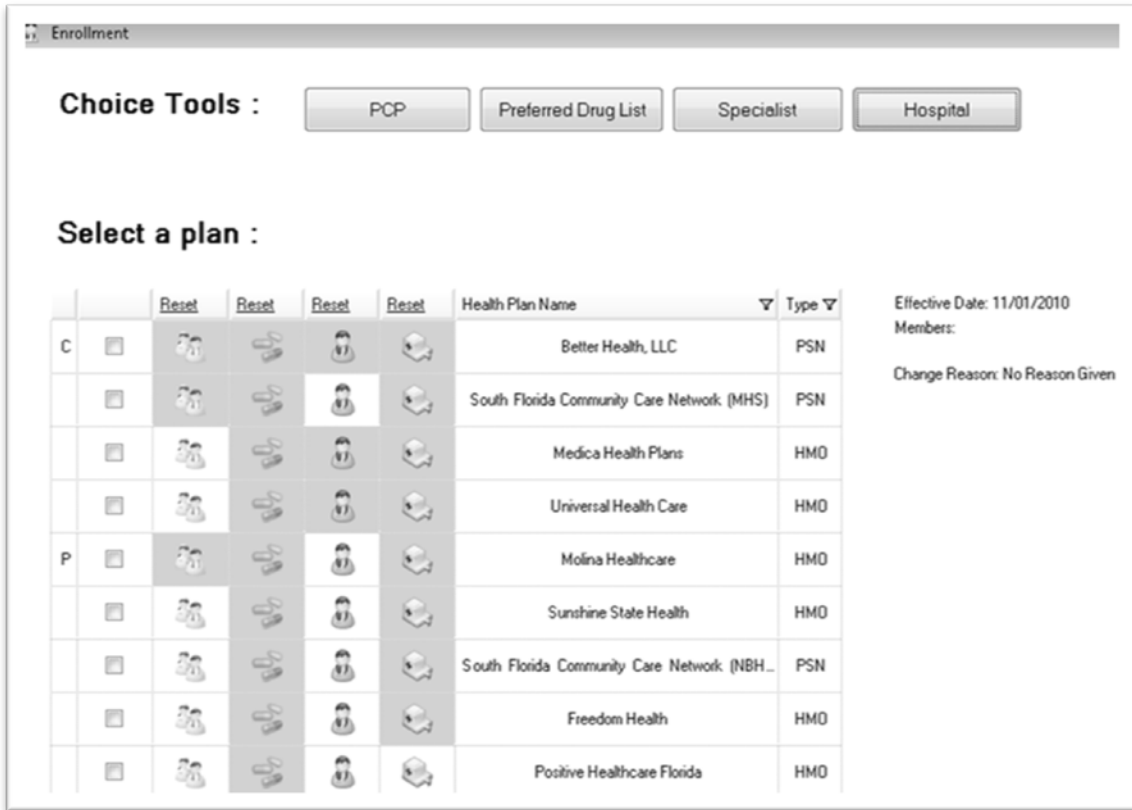 Enrollment
Choice Tools : PCP Preferred Drug List Specialist Hospital
Select a plan :
Reset Reset Reset Reset Health Plan Name Type
C Better Health, LLC PSN
South Florida Community Care Network (MHS) PSN
Medica Health Plans HMO
Universal Health Care HMO
P Molina Healthcare HMO
Sunshine State Health HMO
South Florida Community Care Network (NBH... PSN
Freedom Health HMO
Positive Healthcare Florida HMO
Effective Date: 11/01/2010
Members:
Change Reason: No Reason Given